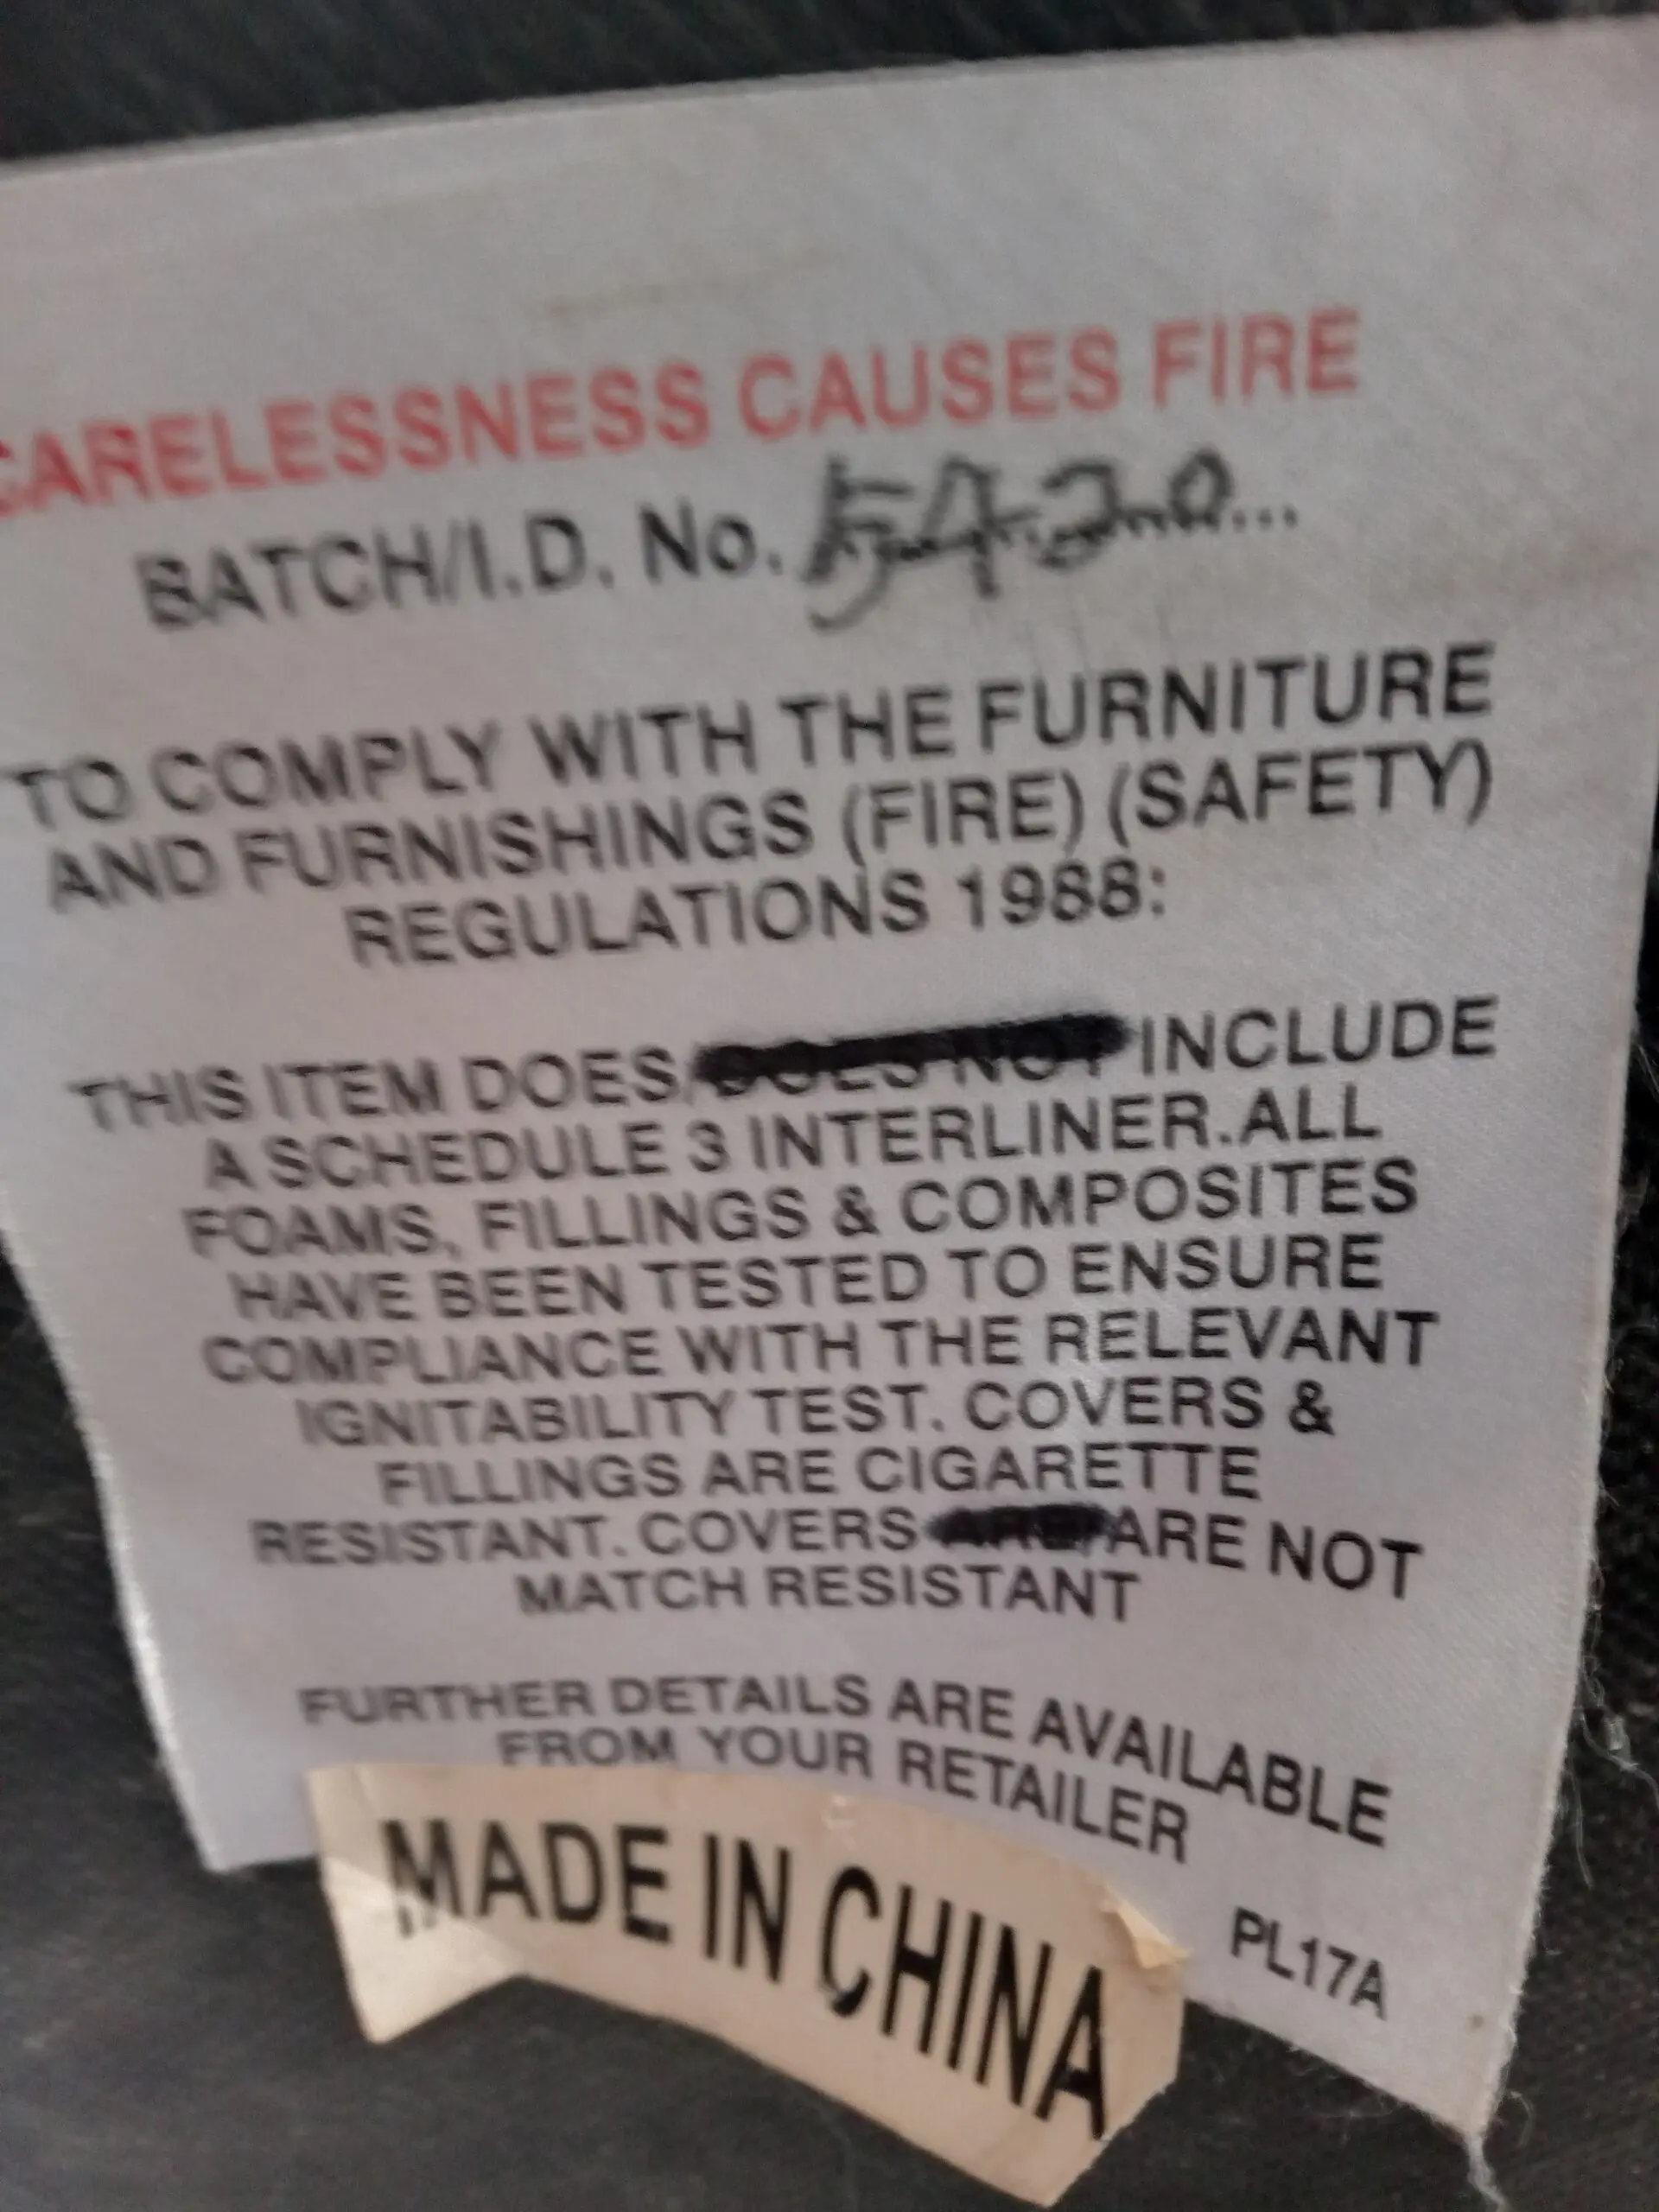 CARELESSNESS CAUSES FIRE
BATCH/I.D. No. 5420...
TO COMPLY WITH THE FURNITURE
AND FURNISHINGS (FIRE) (SAFETY)
REGULATIONS 1988:
THIS ITEM DOES/DOES NOT INCLUDE
A SCHEDULE 3 INTERLINER.ALL
FOAMS, FILLINGS & COMPOSITES
HAVE BEEN TESTED TO ENSURE
COMPLIANCE WITH THE RELEVANT
IGNITABILITY TEST. COVERS &
FILLINGS ARE CIGARETTE
RESISTANT. COVERS ARE/ARE NOT
MATCH RESISTANT
FURTHER DETAILS ARE AVAILABLE
FROM YOUR RETAILER
PL17A
MADE IN CHINA